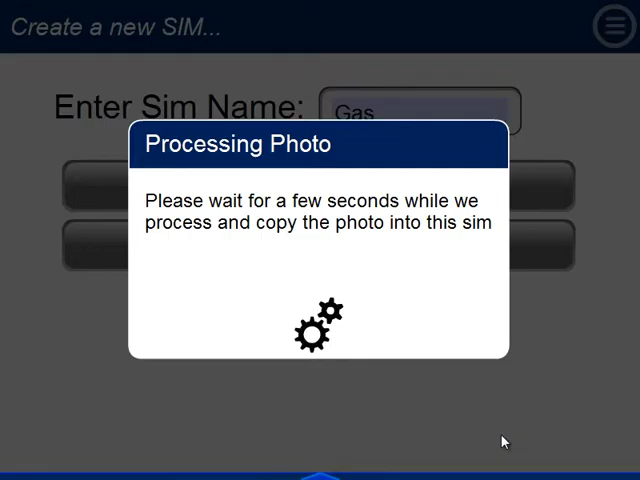 Create a new SIM...
Enter Sim Name: Gas
Processing Photo
Please wait for a few seconds while we
process and copy the photo into this sim